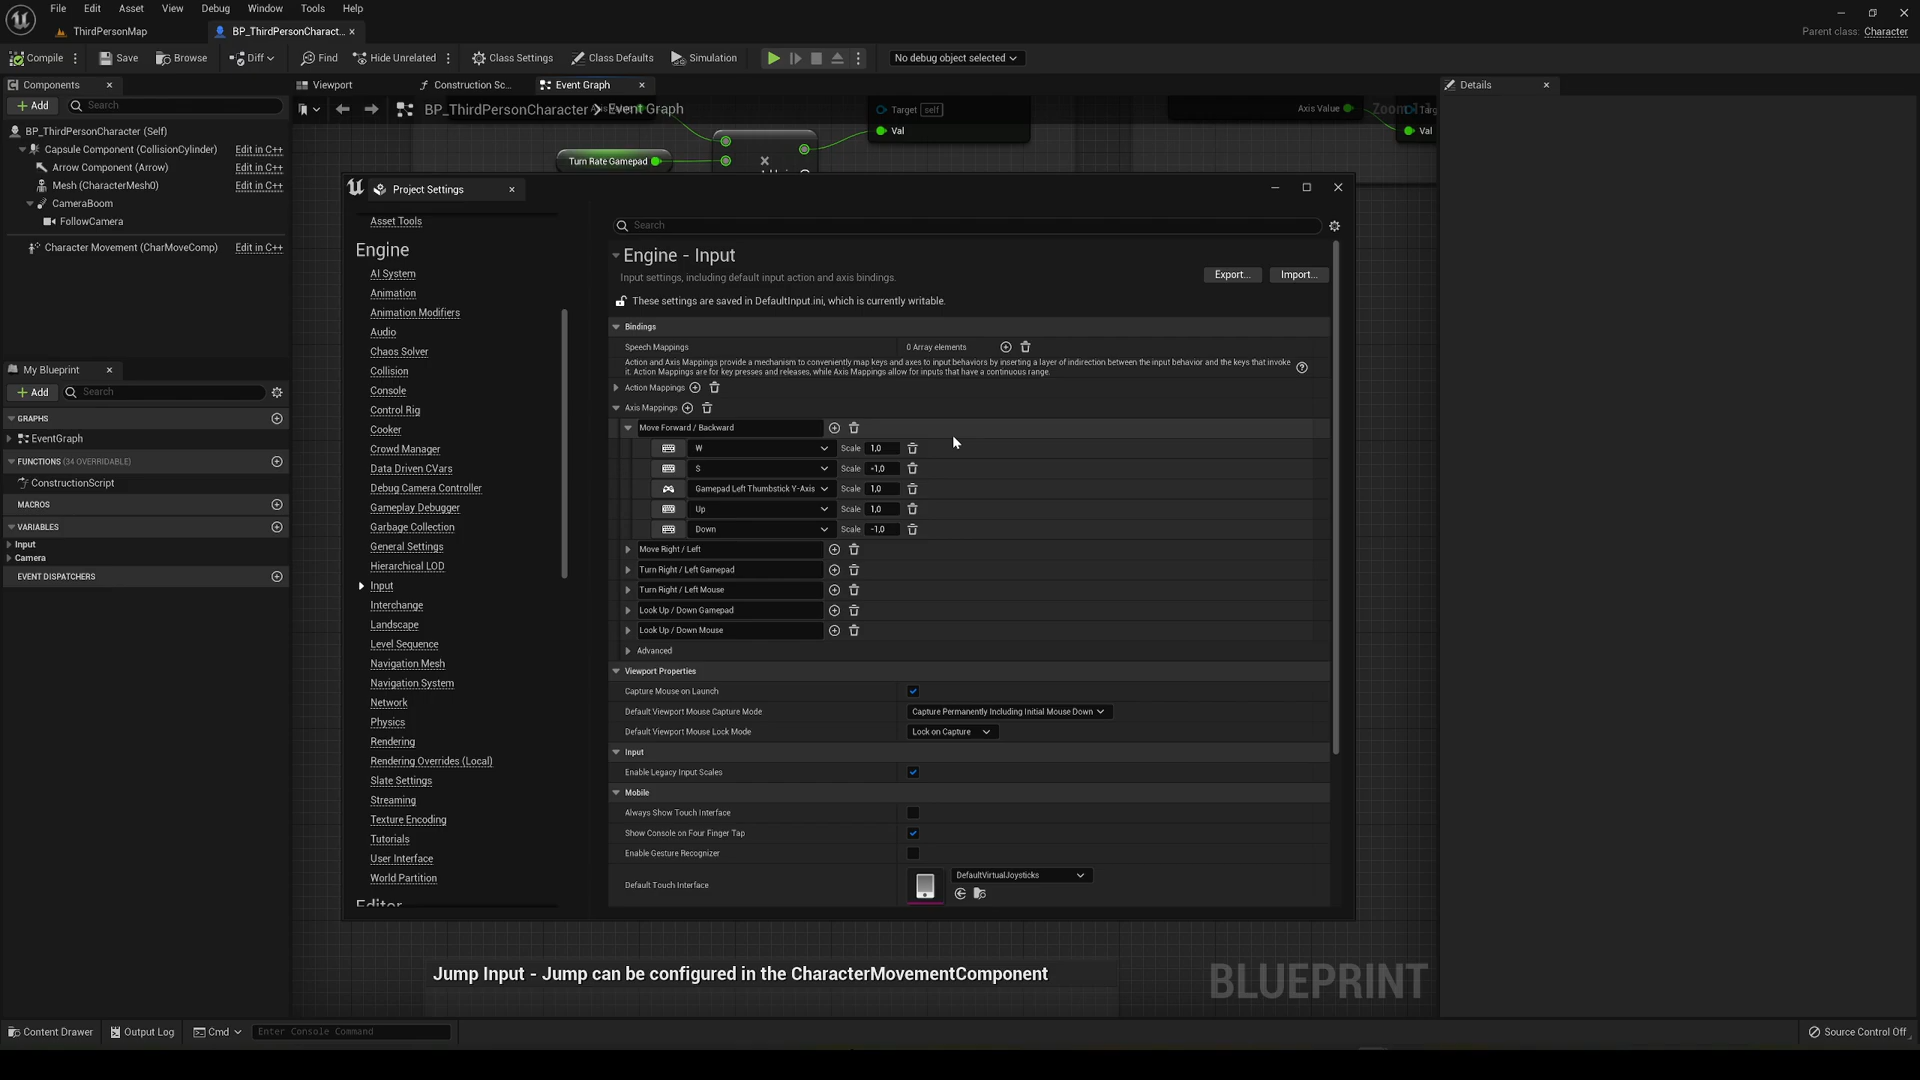 File Edit Asset View Debug Window Tools Help
ThirdPersonMap
BP_ThirdPersonCharact...
Parent class: Character
Compile Save Browse Diff Find Hide Unrelated Class Settings Class Defaults Simulation No debug object selected
Components
Viewport Construction Sc... Event Graph
Details
Add Search
BP_ThirdPersonCharacter Event Graph
BP_ThirdPersonCharacter (Self)
Capsule Component (CollisionCylinder) Edit in C++
Arrow Component (Arrow) Edit in C++
Mesh (CharacterMesh0) Edit in C++
CameraBoom
FollowCamera
Character Movement (CharMoveComp) Edit in C++
Target self
Val
Turn Rate Gamepad
Axis Value
Val
My Blueprint
Add Search
GRAPHS
EventGraph
FUNCTIONS (34 OVERRIDABLE)
ConstructionScript
MACROS
VARIABLES
Input
Camera
EVENT DISPATCHERS
Project Settings
Asset Tools
Engine
AI System
Animation
Animation Modifiers
Audio
Chaos Solver
Collision
Console
Control Rig
Cooker
Crowd Manager
Data Driven CVars
Debug Camera Controller
Gameplay Debugger
Garbage Collection
General Settings
Hierarchical LOD
Input
Interchange
Landscape
Level Sequence
Navigation Mesh
Navigation System
Network
Physics
Rendering
Rendering Overrides (Local)
Slate Settings
Streaming
Texture Encoding
Tutorials
User Interface
World Partition
Editor
Search
Engine - Input
Input settings, including default input action and axis bindings.
Export... Import...
These settings are saved in DefaultInput.ini, which is currently writable.
Bindings
Speech Mappings 0 Array elements
Action and Axis Mappings provide a mechanism to conveniently map keys and axes to input behaviors by inserting a layer of indirection between the input behavior and the keys that invoke
it. Action Mappings are for key presses and releases, while Axis Mappings allow for inputs that have a continuous range.
Action Mappings
Axis Mappings
Move Forward / Backward
W Scale 1,0
S Scale -1,0
Gamepad Left Thumbstick Y-Axis Scale 1,0
Up Scale 1,0
Down Scale -1,0
Move Right / Left
Turn Right / Left Gamepad
Turn Right / Left Mouse
Look Up / Down Gamepad
Look Up / Down Mouse
Advanced
Viewport Properties
Capture Mouse on Launch
Default Viewport Mouse Capture Mode Capture Permanently Including Initial Mouse Down
Default Viewport Mouse Lock Mode Lock on Capture
Input
Enable Legacy Input Scales
Mobile
Always Show Touch Interface
Show Console on Four Finger Tap
Enable Gesture Recognizer
Default Touch Interface DefaultVirtualJoysticks
Jump Input - Jump can be configured in the CharacterMovementComponent
BLUEPRINT
Content Drawer Output Log Cmd Enter Console Command
Source Control Off